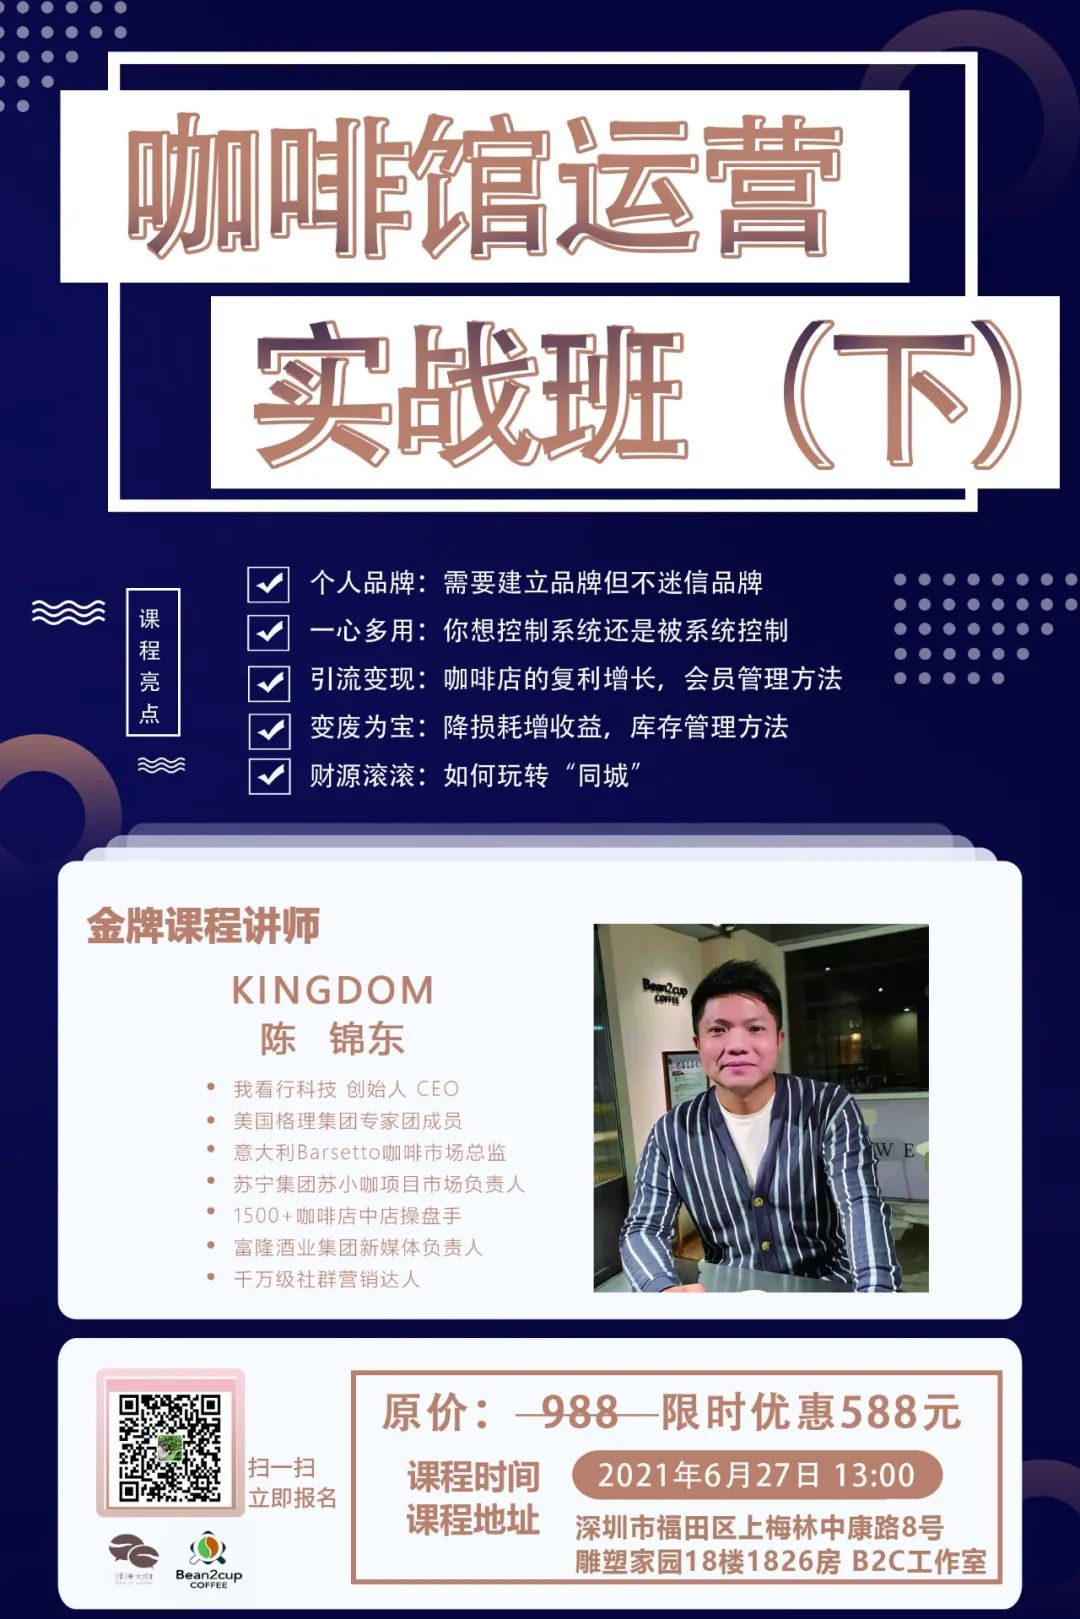 咖啡馆运营
实战班（下）
课程亮点
个人品牌：需要建立品牌但不迷信品牌
一心多用：你想控制系统还是被系统控制
引流变现：咖啡店的复利增长，会员管理方法
变废为宝：降损耗增收益，库存管理方法
财源滚滚：如何玩转“同城”
金牌课程讲师
KINGDOM
陈 锦东
我看行科技 创始人 CEO
美国格理集团专家团成员
意大利Barsetto咖啡市场总监
苏宁集团苏小咖项目市场负责人
1500+咖啡店中店操盘手
富隆酒业集团新媒体负责人
千万级社群营销达人
Bean2cup
COFFEE
WE
扫一扫
立即报名
Bean2cup
COFFEE
原价： 988 限时优惠588元
课程时间 2021年6月27日 13:00
课程地址 深圳市福田区上梅林中康路8号
雕塑家园18楼1826房 B2C工作室